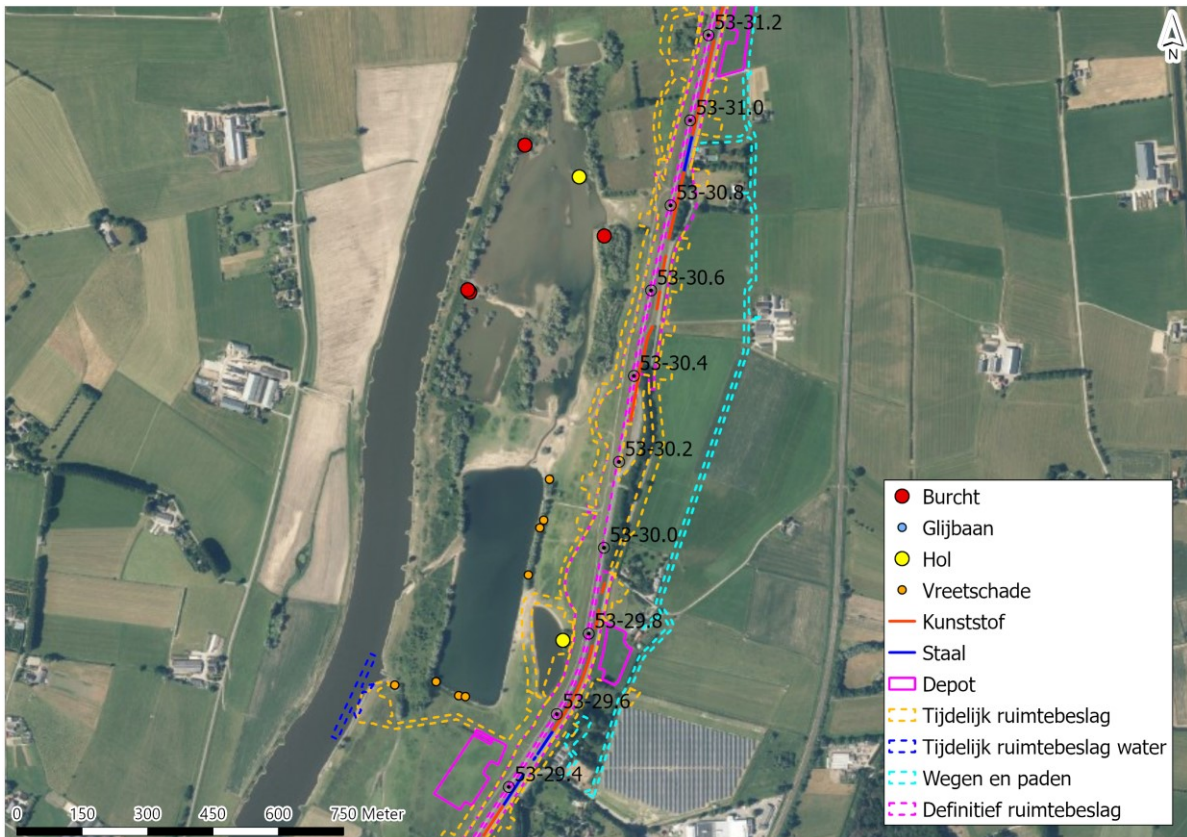 N
53-31.2
53-31.0
53-30.8
53-30.6
53-30.4
53-30.2
53-30.0
53-29.8
53-29.6
53-29.4
Burcht
Glijbaan
Hol
Vreetschade
Kunststof
Staal
Depot
Tijdelijk ruimtebeslag
Tijdelijk ruimtebeslag water
Wegen en paden
Definitief ruimtebeslag
0 150 300 450 600 750 Meter